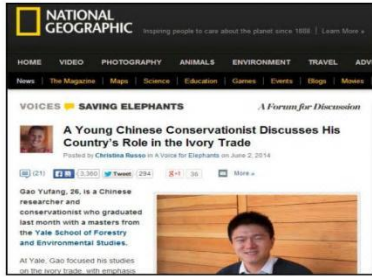 NATIONAL
GEOGRAPHIC
Inspiring people to care about the planet since 1888 | Learn More »
HOME VIDEO PHOTOGRAPHY ANIMALS ENVIRONMENT TRAVEL ADV
News The Magazine Maps Science Education Games Events Blogs Movies
VOICES SAVING ELEPHANTS A Forum for Discussion
A Young Chinese Conservationist Discusses His
Country's Role in the Ivory Trade
Posted by Christina Russo in A Voice for Elephants on June 2, 2014
(21) Tweet 294 +1 36 More »
Gao Yufang, 26, is a Chinese
researcher and
conservationist who graduated
last month with a masters from
the Yale School of Forestry
and Environmental Studies.
At Yale, Gao focused his studies
on the ivory trade, with emphasis